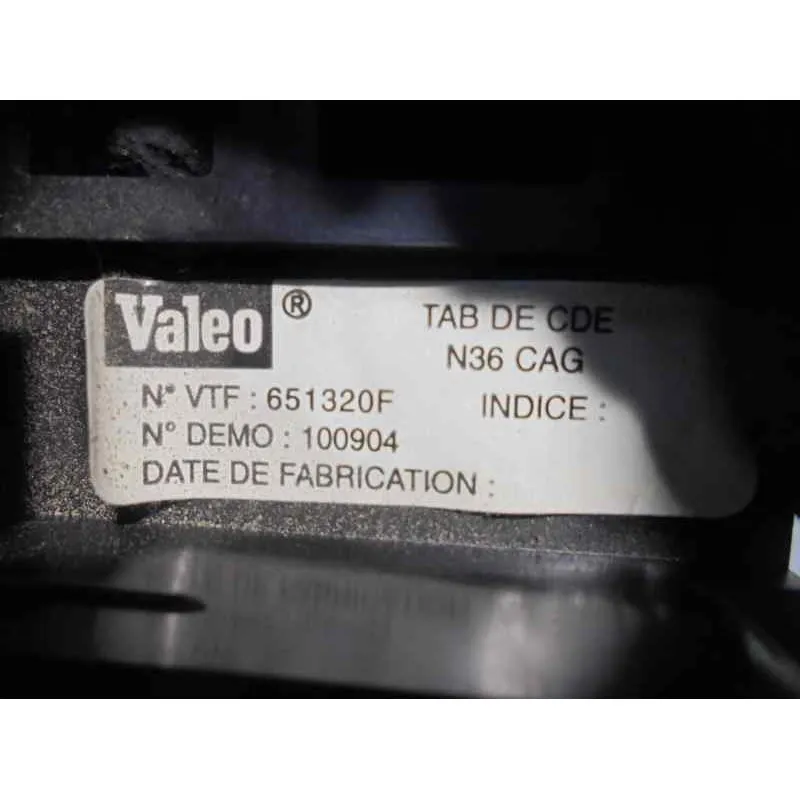 Valeo ® TAB DE CDE
N36 CAG
N° VTF : 651320F INDICE :
N° DEMO : 100904
DATE DE FABRICATION :